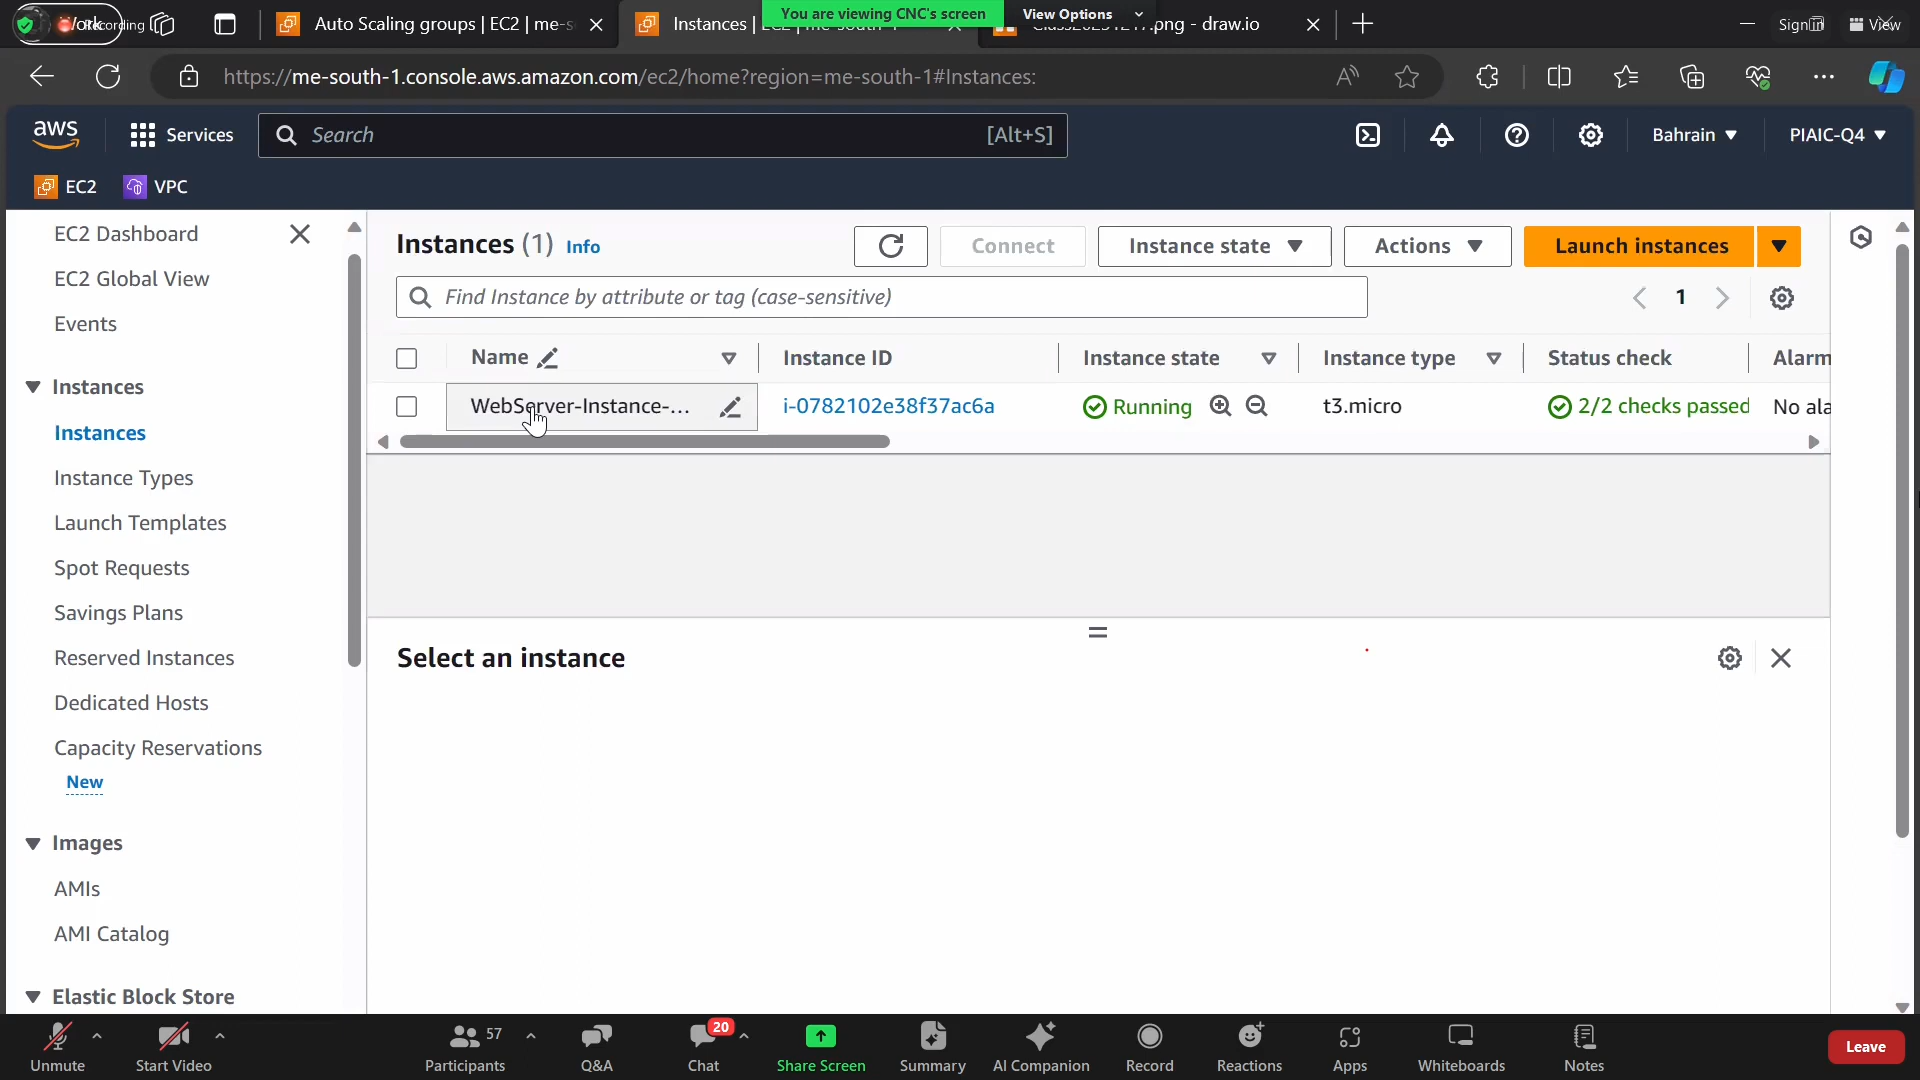 Recording
Auto Scaling groups | EC2 | me-s
Instances |
You are viewing CNC's screen
View Options
.png - draw.io
Sign in
View
https://me-south-1.console.aws.amazon.com/ec2/home?region=me-south-1#Instances:
aws
Services
Search
[Alt+S]
Bahrain
PIAIC-Q4
EC2
VPC
EC2 Dashboard
EC2 Global View
Events
Instances
Instances
Instance Types
Launch Templates
Spot Requests
Savings Plans
Reserved Instances
Dedicated Hosts
Capacity Reservations
New
Images
AMIs
AMI Catalog
Elastic Block Store
Instances (1) Info
Connect
Instance state
Actions
Launch instances
Find Instance by attribute or tag (case-sensitive)
1
Name
Instance ID
Instance state
Instance type
Status check
Alarm
WebServer-Instance-...
i-0782102e38f37ac6a
Running
t3.micro
2/2 checks passed
No ala
Select an instance
Unmute
Start Video
57
Participants
Q&A
20
Chat
Share Screen
Summary
AI Companion
Record
Reactions
Apps
Whiteboards
Notes
Leave